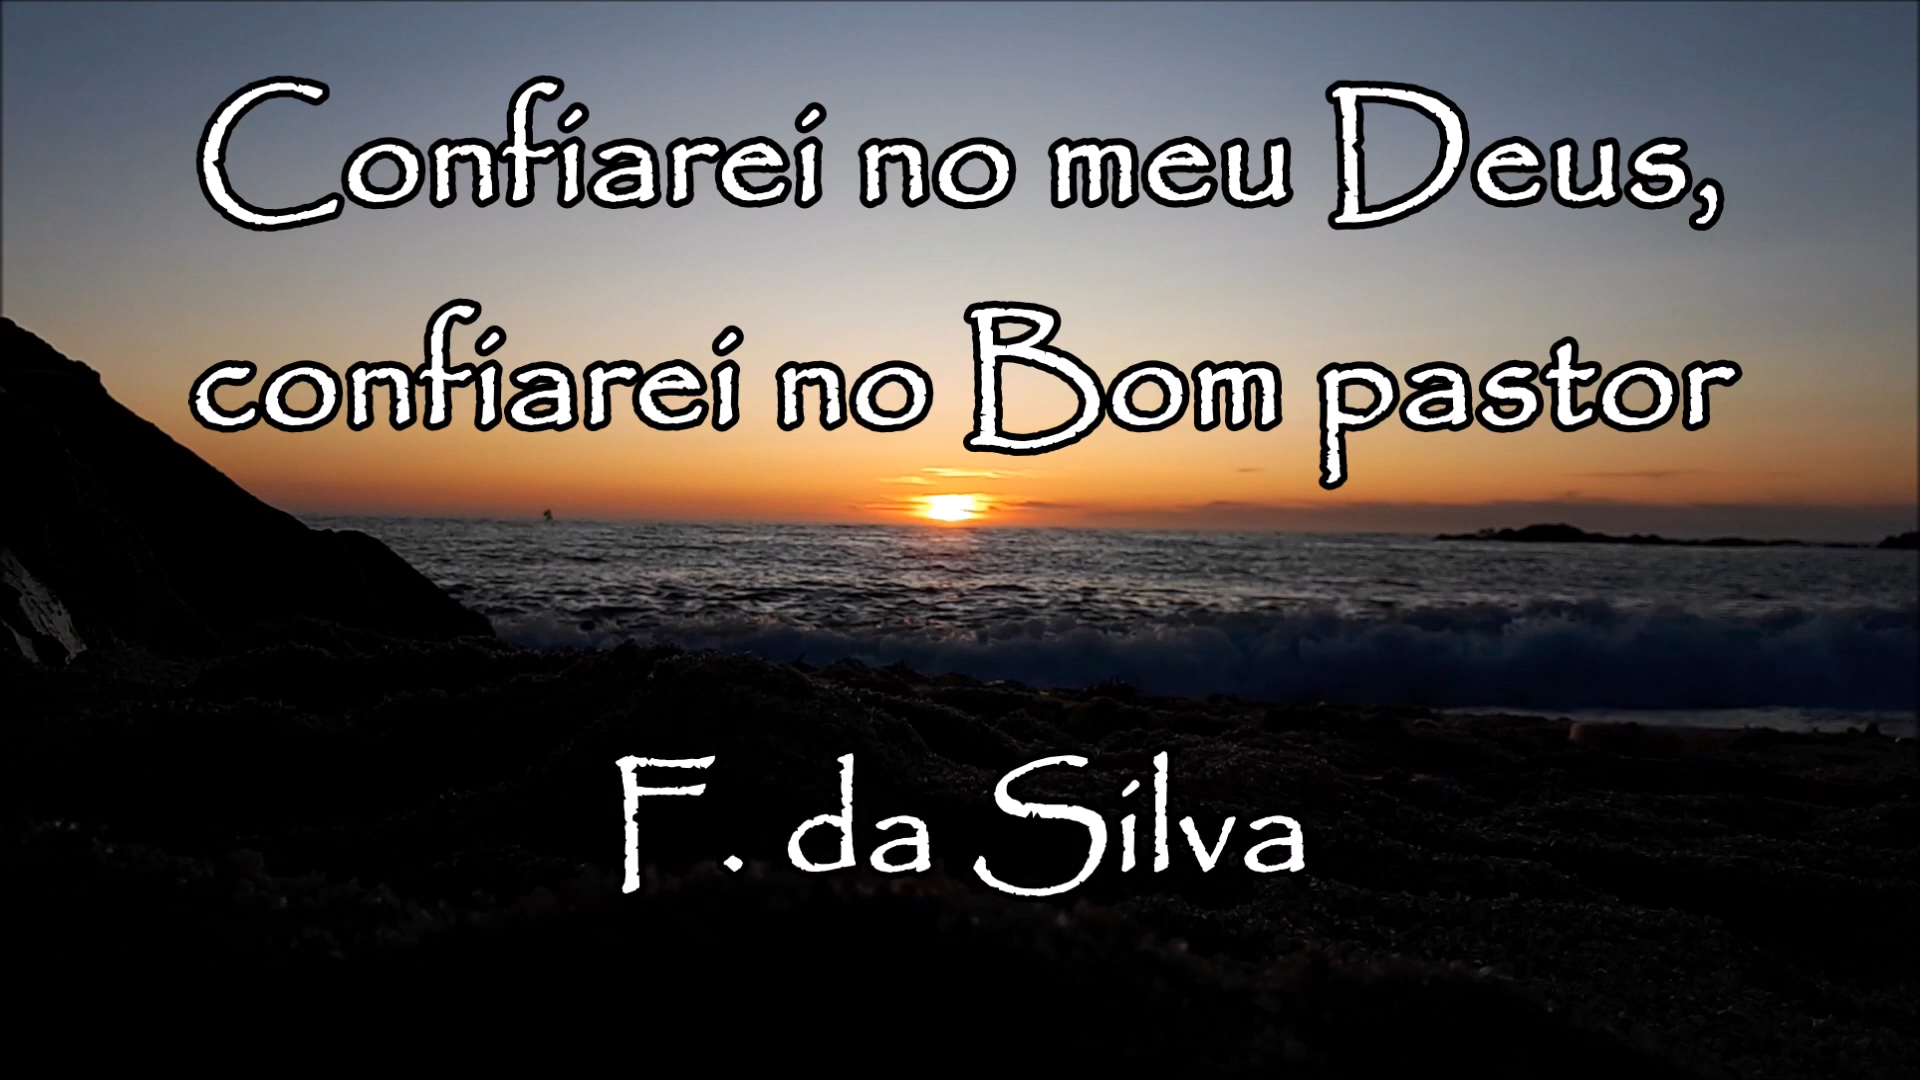 Confiarei no meu Deus,
confiarei no Bom pastor
F. da Silva